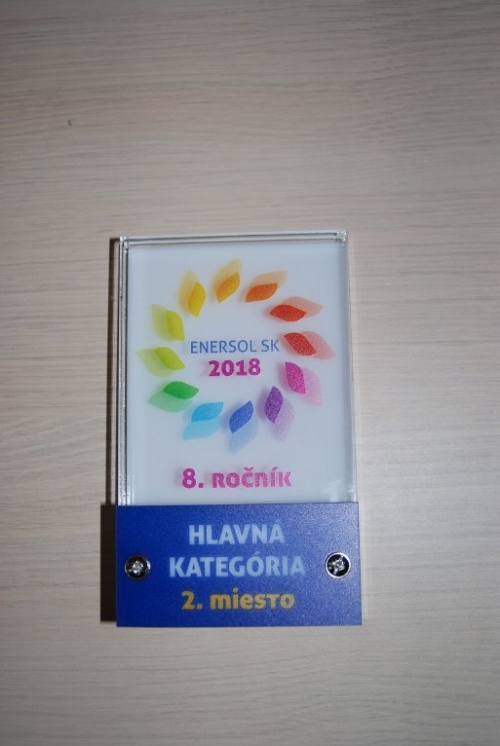 ENERSOL SK
2018
8. ročník
HLAVNÁ
KATEGÓRIA
2. miesto